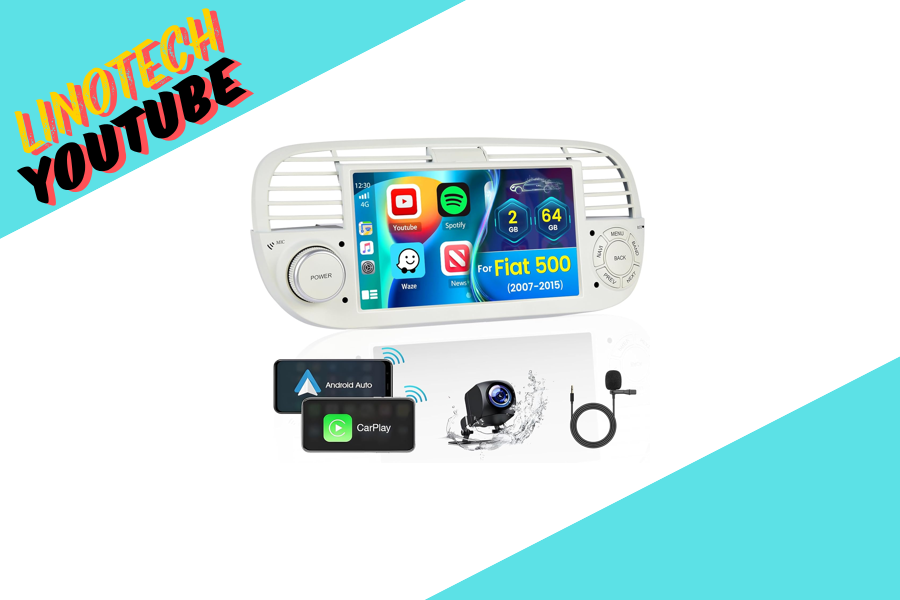 LINOTECH
YOUTUBE
12:30
4G
Youtube
Spotify
Waze
News
2
GB
64
GB
For Fiat 500
(2007-2015)
MIC
POWER
MENU
BAND
NAVI
BACK
PREV
NEXT
Android Auto
CarPlay